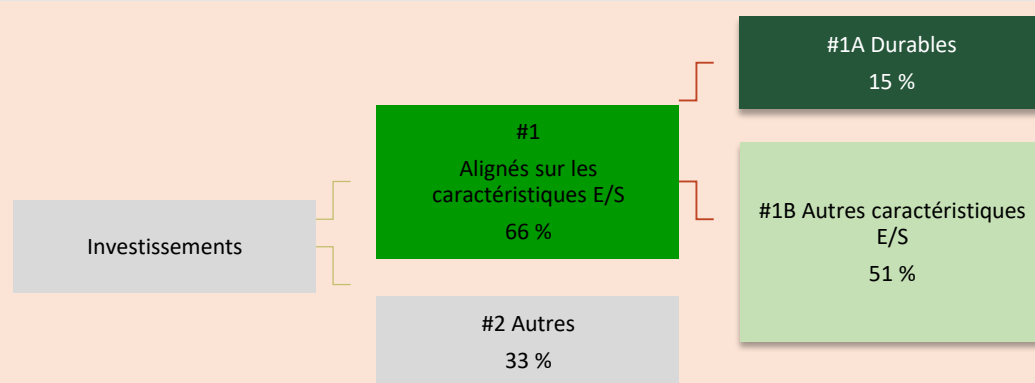 Investissements
#1
Alignés sur les
caractéristiques E/S
66 %
#2 Autres
33 %
#1A Durables
15 %
#1B Autres caractéristiques
E/S
51 %